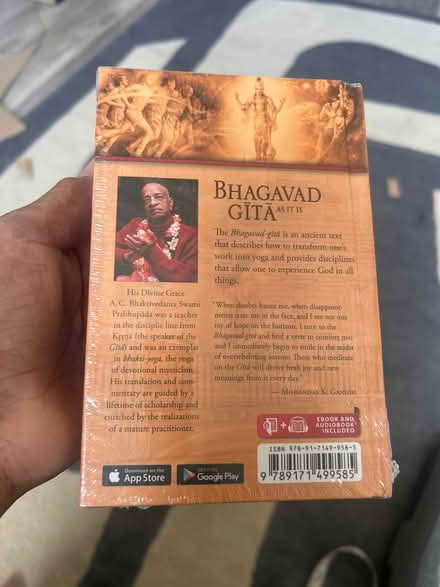 BHAGAVAD
GĪTĀ AS IT IS
The Bhagavad-gītā is an ancient text
that describes how to transform one's
work into yoga and provides disciplines
that allow one to experience God in all
things.
His Divine Grace
A. C. Bhaktivedanta Swami
Prabhupāda was a teacher
in the disciplic line from
Kṛṣṇa (the speaker of the
Gītā) and was an exemplar
in bhakti-yoga, the yoga
of devotional mysticism.
His translation and com-
mentary are guided by a
lifetime of scholarship and
enriched by the realizations
of a mature practitioner.
"When doubts haunt me, when disappoint-
ments stare me in the face, and I see not one
ray of hope on the horizon, I turn to the
Bhagavad-gītā and find a verse to comfort me;
and I immediately begin to smile in the midst
of overwhelming sorrow. Those who meditate
on the Gītā will derive fresh joy and new
meanings from it every day."
— MOHANDAS K. GANDHI
+
EBOOK AND
AUDIOBOOK
INCLUDED
ISBN 978-91-7149-958-5
9 789171 499585
Download on the
App Store
Google Play